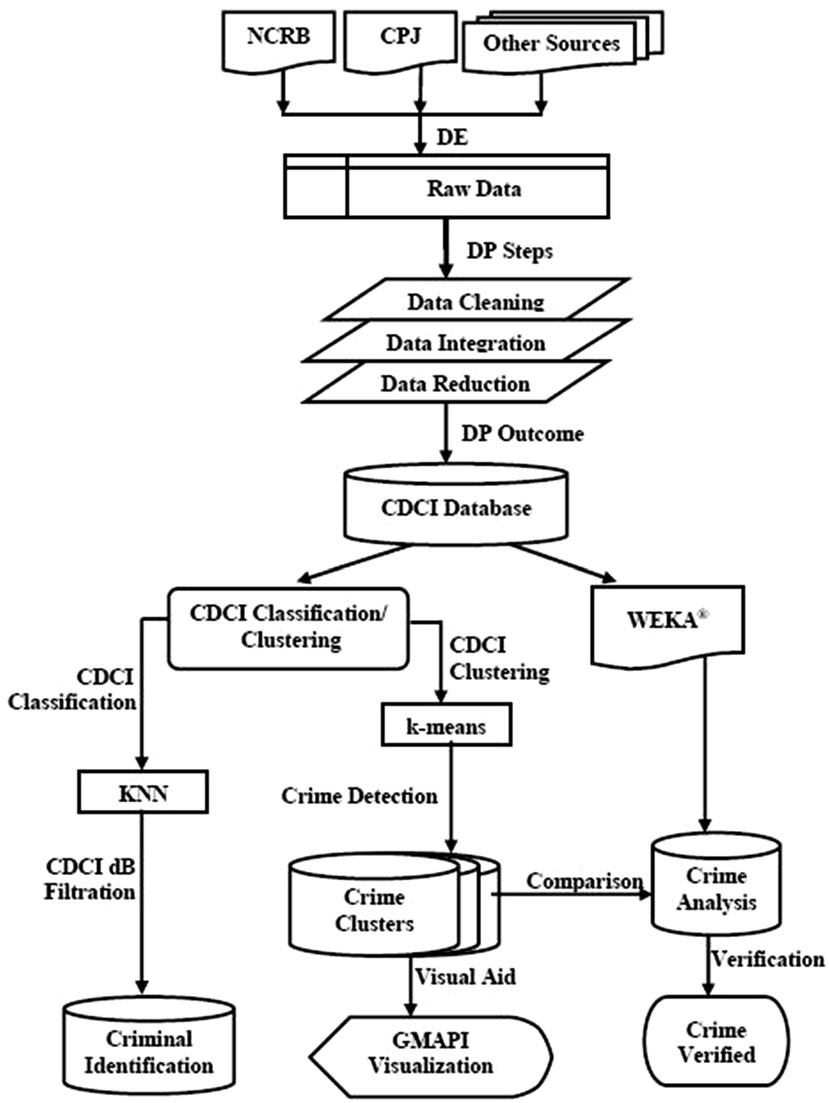 NCRB
CPJ
Other Sources
DE
Raw Data
DP Steps
Data Cleaning
Data Integration
Data Reduction
DP Outcome
CDCI Database
CDCI Classification/
Clustering
WEKA®
CDCI
Classification
CDCI
Clustering
k-means
KNN
Crime Detection
CDCI dB
Filtration
Crime
Clusters
Comparison
Crime
Analysis
Visual Aid
Verification
Criminal
Identification
GMAPI
Visualization
Crime
Verified